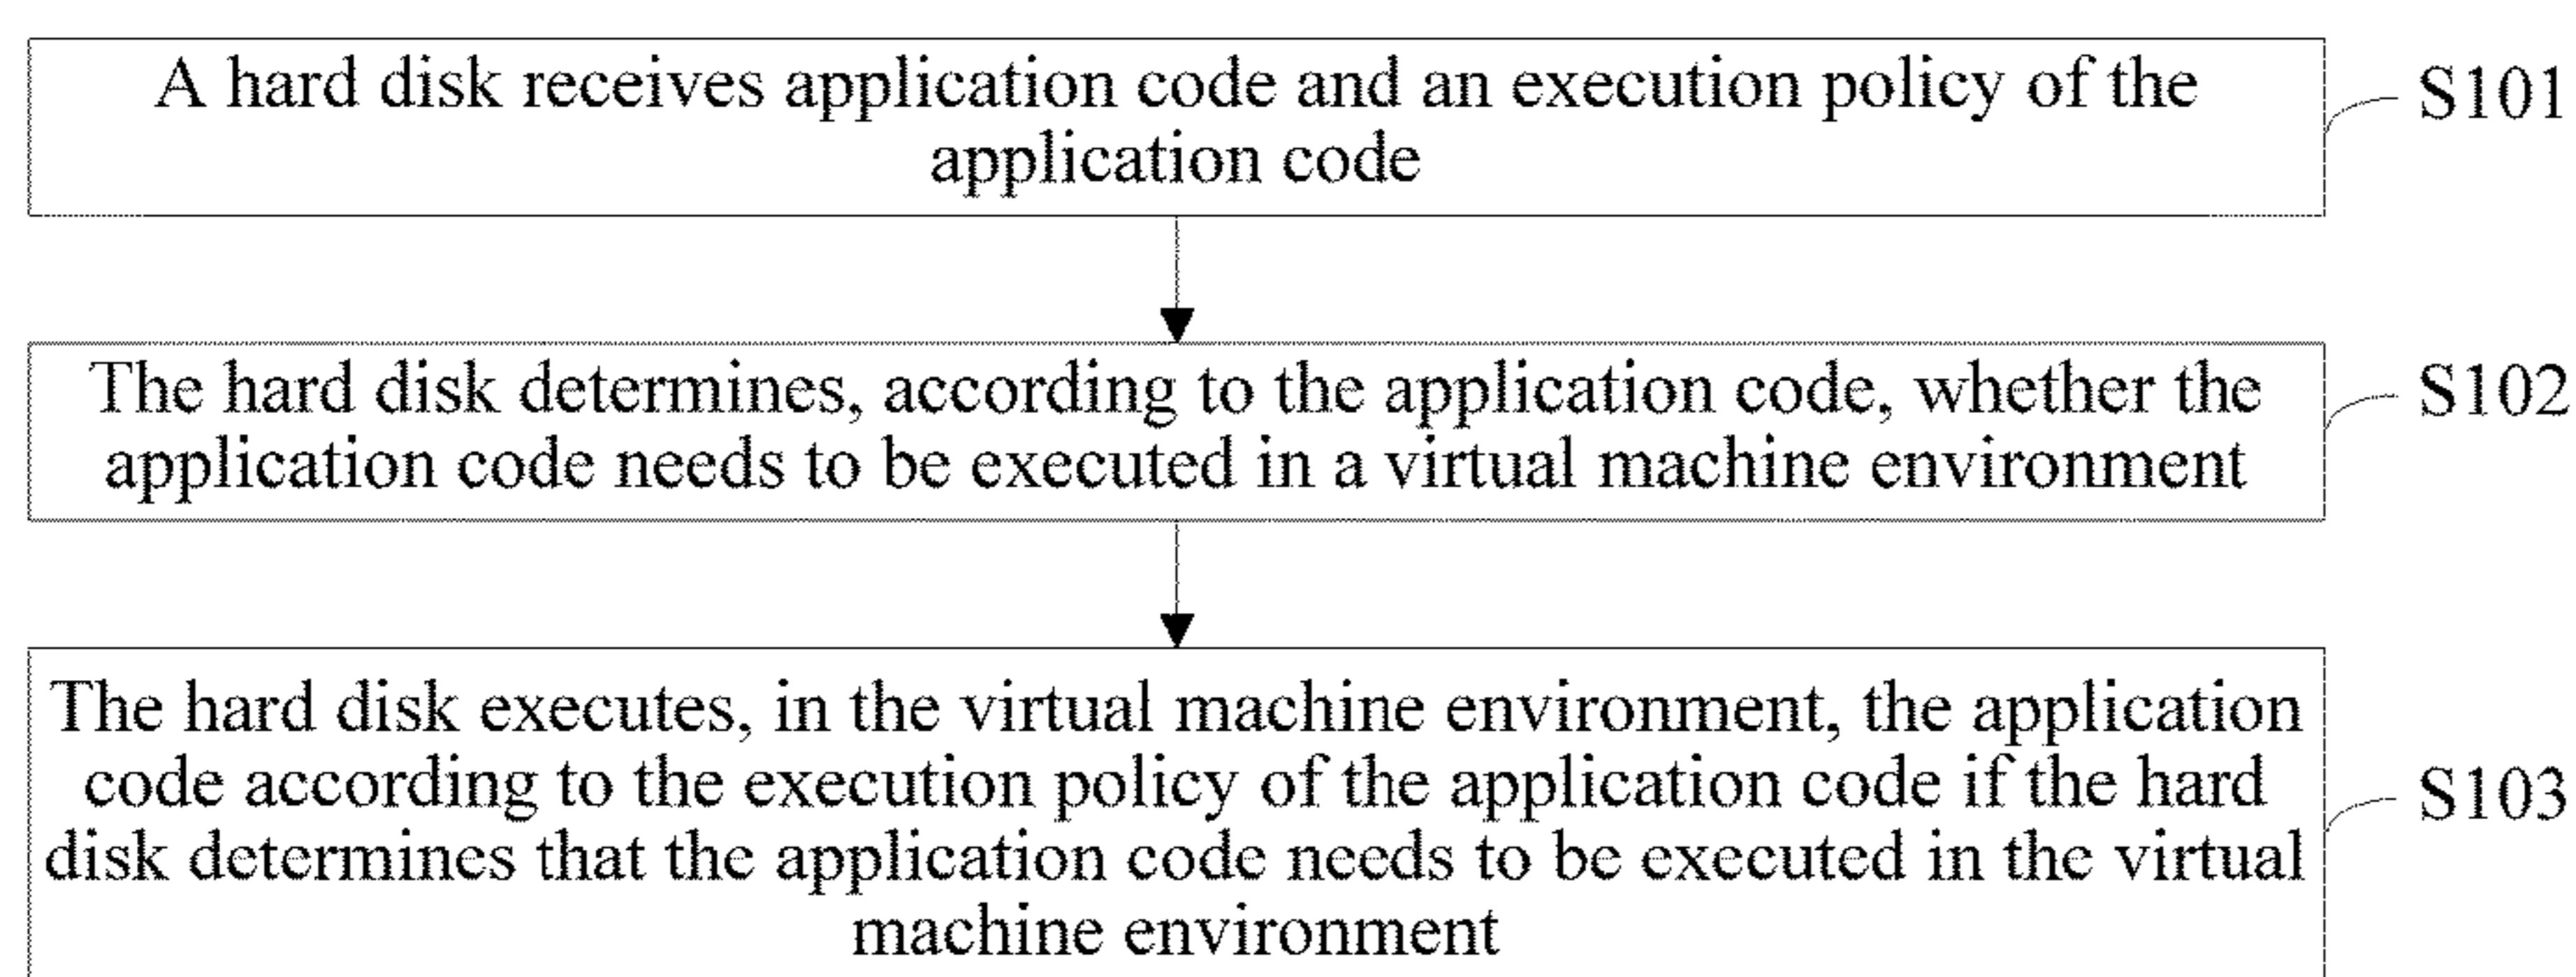 A hard disk receives application code and an execution policy of the
application code
S101
The hard disk determines, according to the application code, whether the
application code needs to be executed in a virtual machine environment
S102
The hard disk executes, in the virtual machine environment, the application
code according to the execution policy of the application code if the hard
disk determines that the application code needs to be executed in the virtual
machine environment
S103